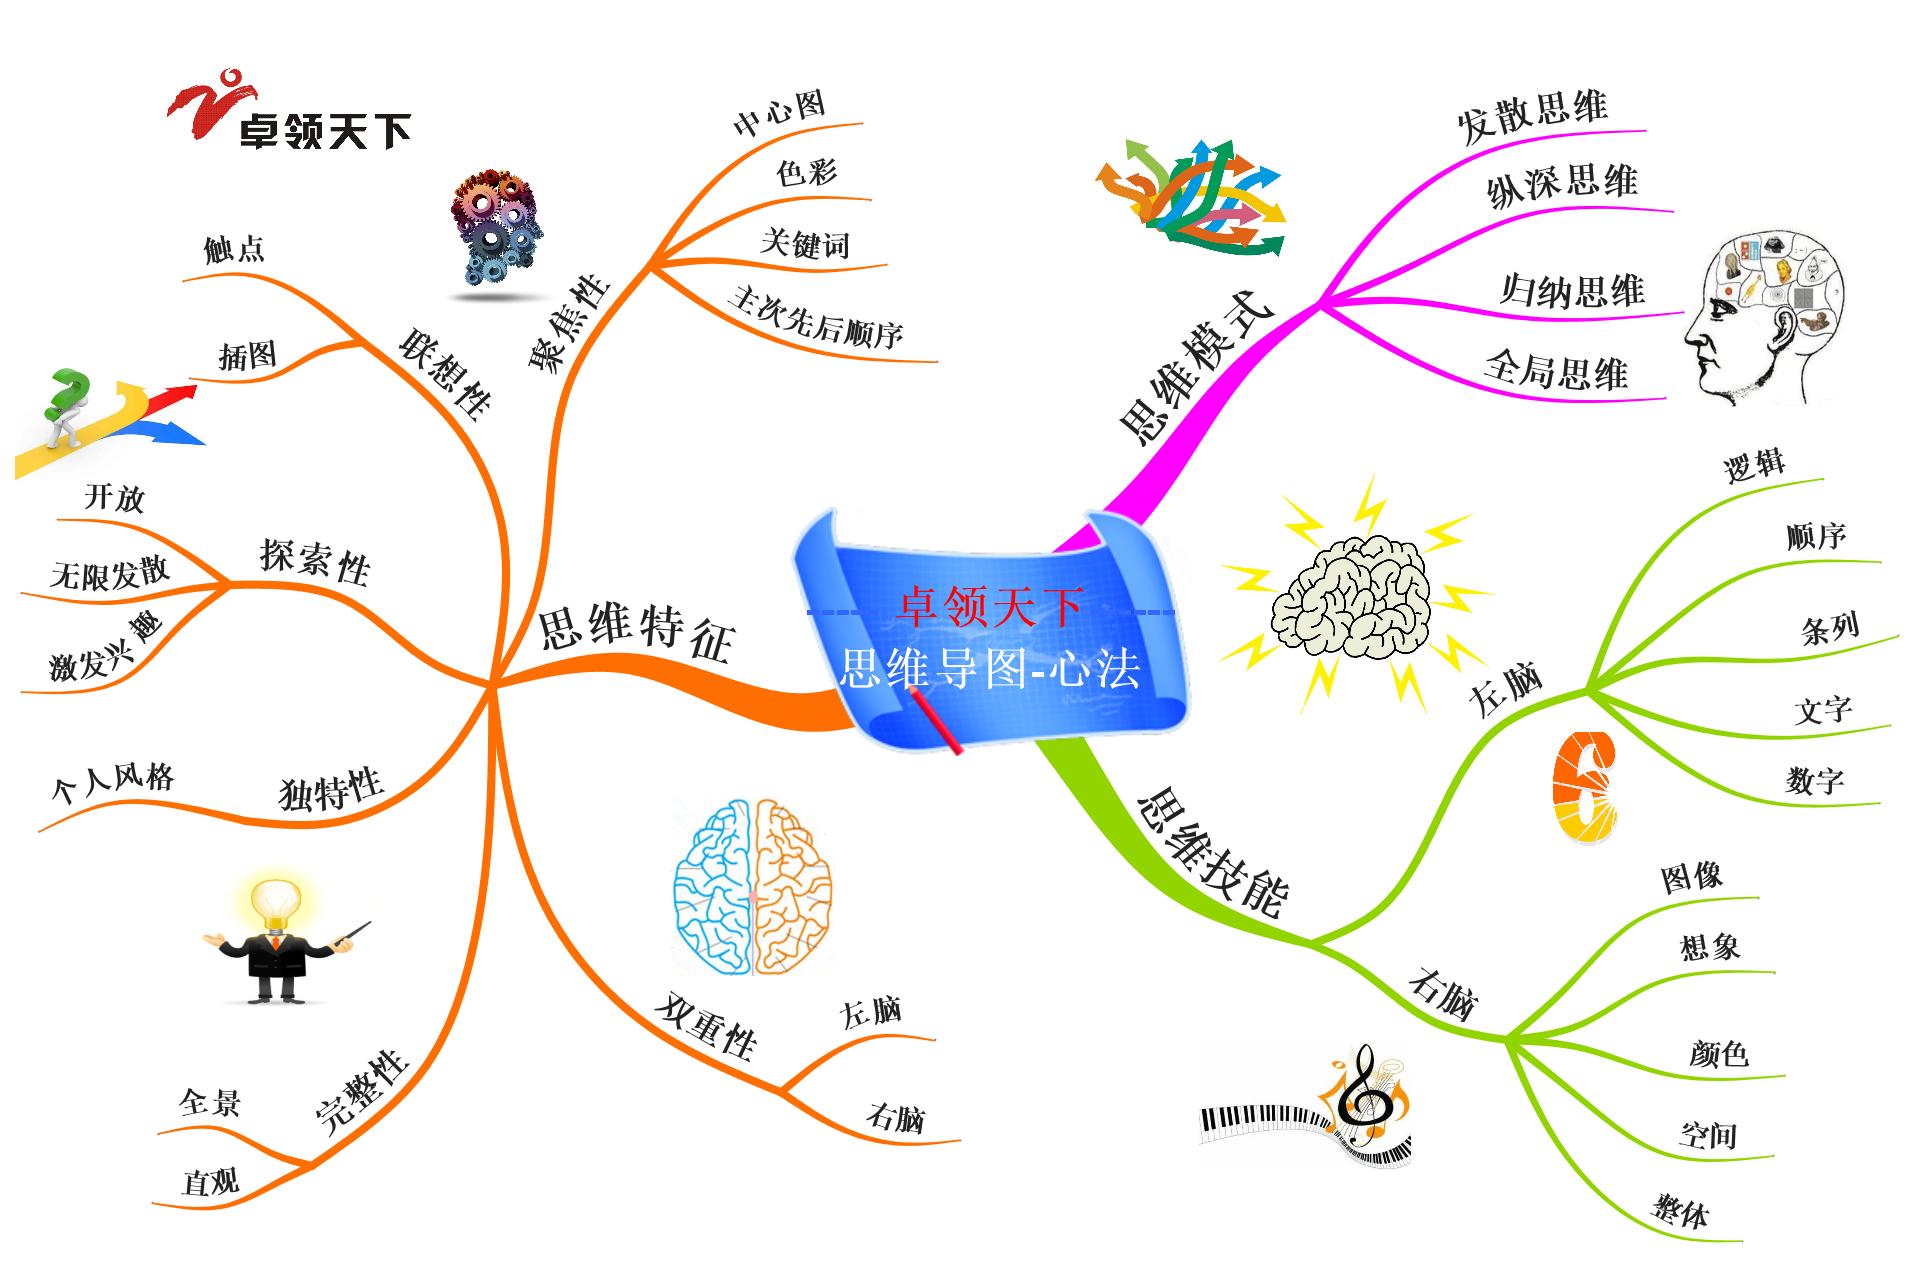 卓领天下
卓领天下
思维导图-心法
思维模式
发散思维
纵深思维
归纳思维
全局思维
思维技能
左脑
逻辑
顺序
条列
文字
数字
右脑
图像
想象
颜色
空间
整体
思维特征
聚焦性
中心图
色彩
关键词
主次先后顺序
联想性
触点
插图
探索性
开放
无限发散
激发兴趣
独特性
个人风格
完整性
全景
直观
双重性
左脑
右脑